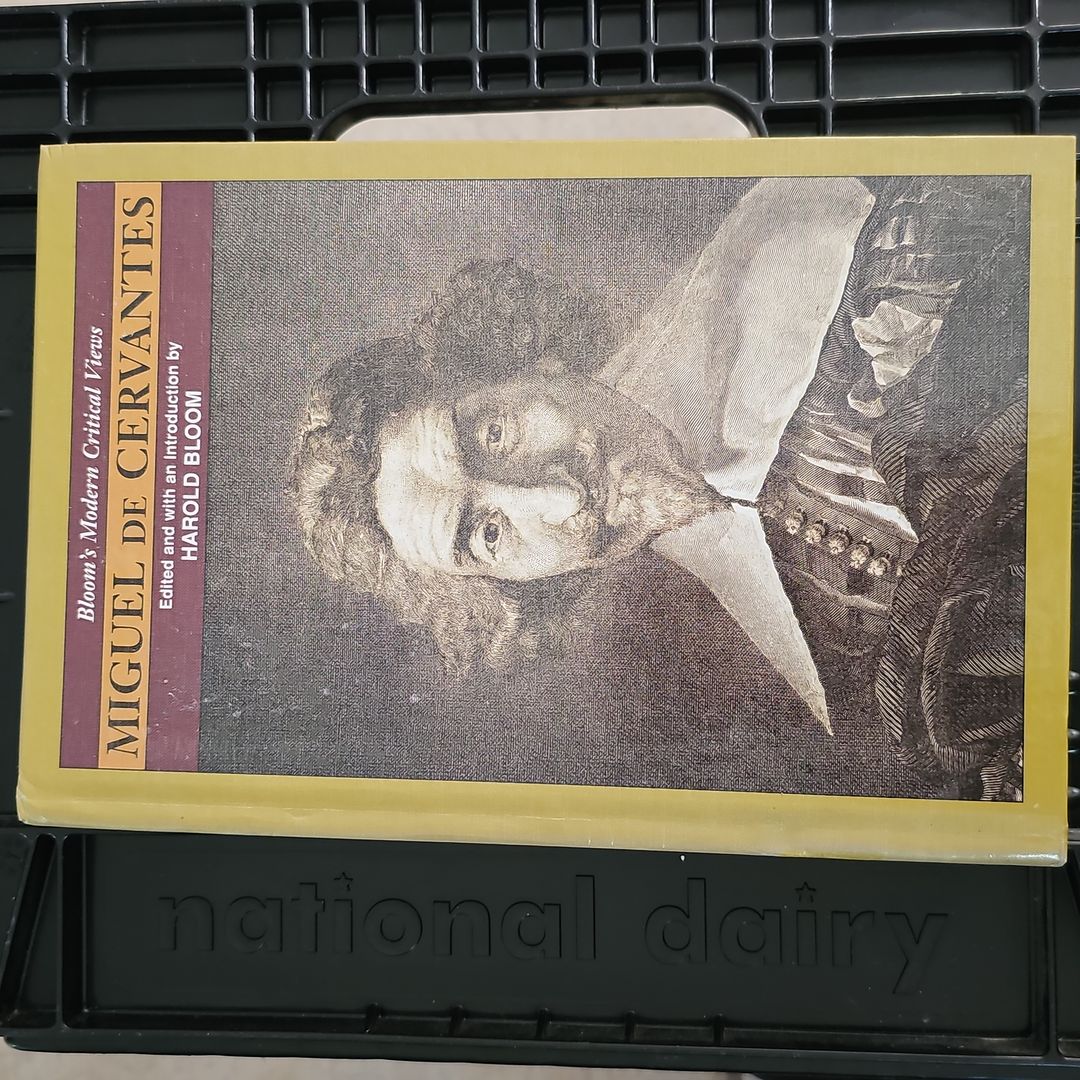 Bloom's Modern Critical Views
MIGUEL DE CERVANTES
Edited and with an Introduction by
HAROLD BLOOM
national dairy